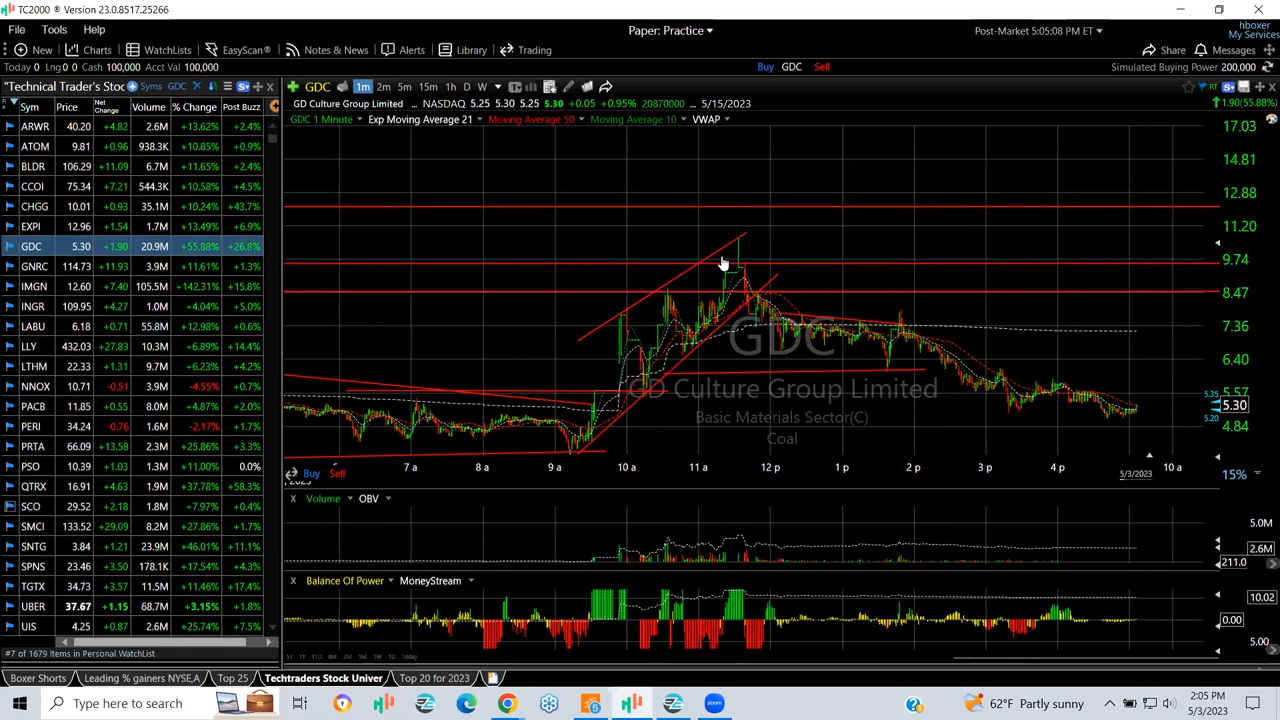 TC2000 ® Version 23.0.8517.25266
File Tools Help
Paper: Practice
Post-Market 5:05:08 PM ET
hboxer
My Services
New Charts WatchLists EasyScan® Notes & News Alerts Library Trading
Share Messages
Today 0 Lng 0 0 Cash 100,000 Acct Val 100,000
Buy GDC Sell
Simulated Buying Power 200,000
"Technical Trader's Stoc Syms GDC
GDC 1m 2m 5m 15m 1h D W
RT
Sym Price Net Change Volume % Change Post Buzz
GD Culture Group Limited NASDAQ 5.25 5.30 5.25 5.30 +0.05 +0.95% 20870000 ... 5/15/2023
1.90(55.88%)
GDC 1 Minute Exp Moving Average 21 Moving Average 50 Moving Average 10 VWAP
ARWR 40.20 +4.82 2.6M +13.62% +2.4%
ATOM 9.81 +0.96 938.3K +10.85% +0.9%
BLDR 106.29 +11.09 6.7M +11.65% +2.4%
CCOI 75.34 +7.21 544.3K +10.58% +4.5%
CHGG 10.01 +0.93 35.1M +10.24% +43.7%
EXPI 12.96 +1.54 1.7M +13.49% +6.9%
GDC 5.30 +1.90 20.9M +55.88% +26.8%
GNRC 114.73 +11.93 3.9M +11.61% +1.3%
IMGN 12.60 +7.40 105.5M +142.31% +15.8%
INGR 109.95 +4.27 1.0M +4.04% +5.0%
LABU 6.18 +0.71 55.8M +12.98% +0.6%
LLY 432.03 +27.83 10.3M +6.89% +14.4%
LTHM 22.33 +1.31 9.7M +6.23% +4.2%
NNOX 10.71 -0.51 3.9M -4.55% +0.7%
PACB 11.85 +0.55 8.0M +4.87% +2.0%
PERI 34.24 -0.76 1.6M -2.17% +1.7%
PRTA 66.09 +13.58 2.3M +25.86% +3.3%
PSO 10.39 +1.03 1.3M +11.00% 0.0%
QTRX 16.91 +4.63 1.9M +37.78% +58.3%
SCO 29.52 +2.18 1.8M +7.97% +0.4%
SMCI 133.52 +29.09 8.2M +27.86% +1.7%
SNTG 3.84 +1.21 23.9M +46.01% +11.1%
SPNS 23.46 +3.50 178.1K +17.54% +4.3%
TGTX 34.73 +3.57 11.5M +11.46% +17.4%
UBER 37.67 +1.15 68.7M +3.15% +1.8%
UIS 4.25 +0.87 2.6M +25.74% +7.5%
#7 of 1679 Items in Personal WatchList
17.03
14.81
12.88
11.20
9.74
8.47
7.36
6.40
5.57
5.35
5.30
5.20
4.84
GDC
GD Culture Group Limited
Basic Materials Sector(C)
Coal
7 a 8 a 9 a 10 a 11 a 12 p 1 p 2 p 3 p 4 p 10 a
Buy Sell
5/3/2023
15%
X Volume OBV
5.0M
2.6M
211.0
X Balance Of Power MoneyStream
10.02
0.00
5.00
Boxer Shorts Leading % gainers NYSE,A Top 25 Techtraders Stock Univer Top 20 for 2023
Type here to search
62°F Partly sunny
2:05 PM
5/3/2023